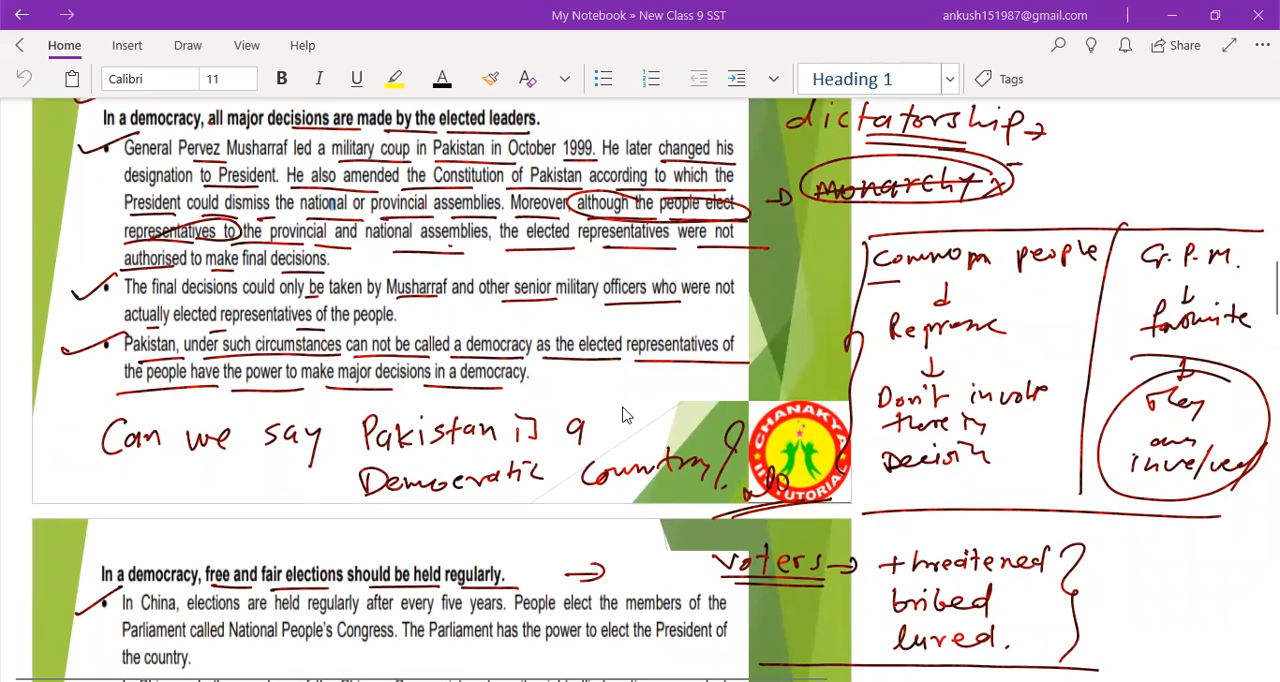 My Notebook » New Class 9 SST
ankush151987@gmail.com
Home Insert Draw View Help
Share
Calibri 11 B I U A Heading 1 Tags
In a democracy, all major decisions are made by the elected leaders.
• General Pervez Musharraf led a military coup in Pakistan in October 1999. He later changed his
designation to President. He also amended the Constitution of Pakistan according to which the
President could dismiss the national or provincial assemblies. Moreover although the people elect
representatives to the provincial and national assemblies, the elected representatives were not
authorised to make final decisions.
• The final decisions could only be taken by Musharraf and other senior military officers who were not
actually elected representatives of the people.
• Pakistan, under such circumstances can not be called a democracy as the elected representatives of
the people have the power to make major decisions in a democracy.
Can we say Pakistan is a
Democratic country?
CHANAKYA
TUTORIAL
dictatorship
monarchy
common people
Don't involve
Decision
G. P. M.
favourite
they
are
involved
In a democracy, free and fair elections should be held regularly.
voters → threatened
bribed
lured.
• In China, elections are held regularly after every five years. People elect the members of the
Parliament called National People's Congress. The Parliament has the power to elect the President of
the country.